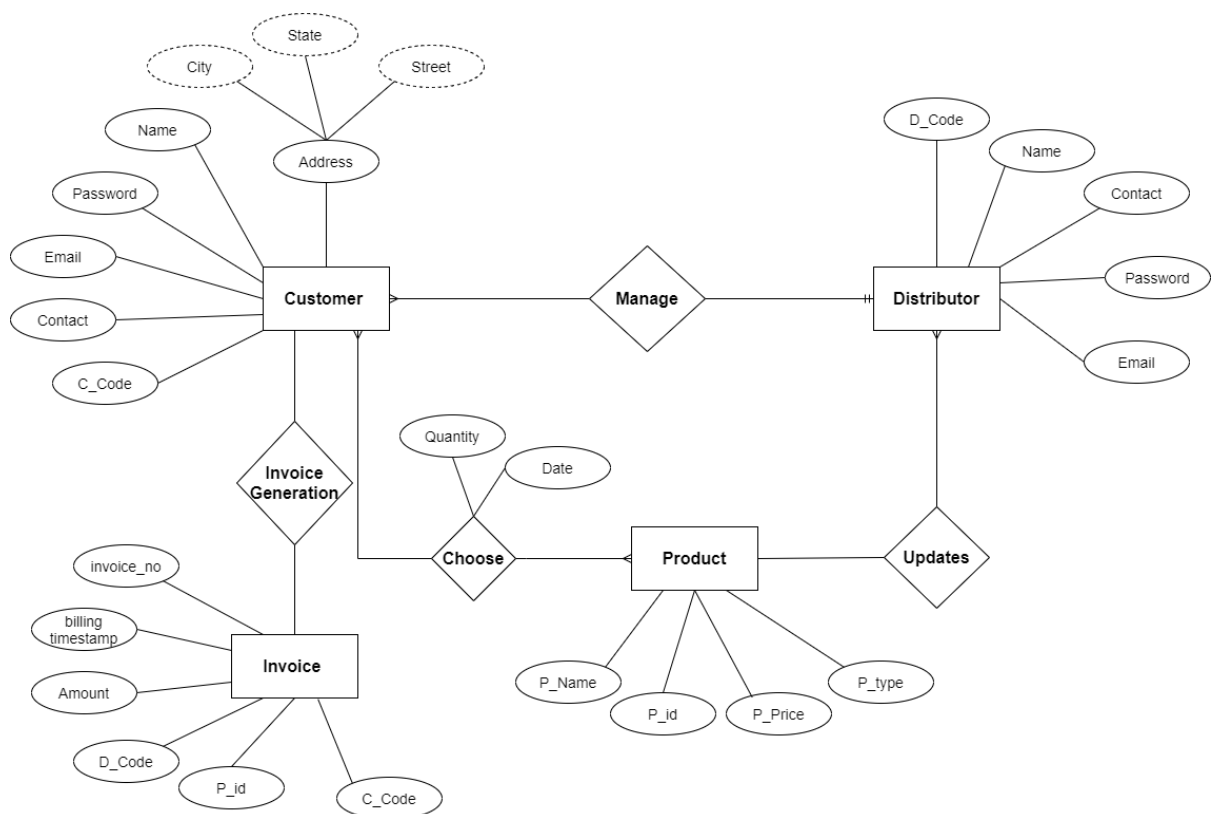 State
City
Street
D_Code
Name
Name
Address
Password
Contact
Email
Password
Customer
Manage
Distributor
Contact
Email
C_Code
Quantity
Date
Invoice
Generation
Choose
Product
Updates
invoice_no
billing
timestamp
Invoice
P_Name
P_type
Amount
P_id
P_Price
D_Code
P_id
C_Code